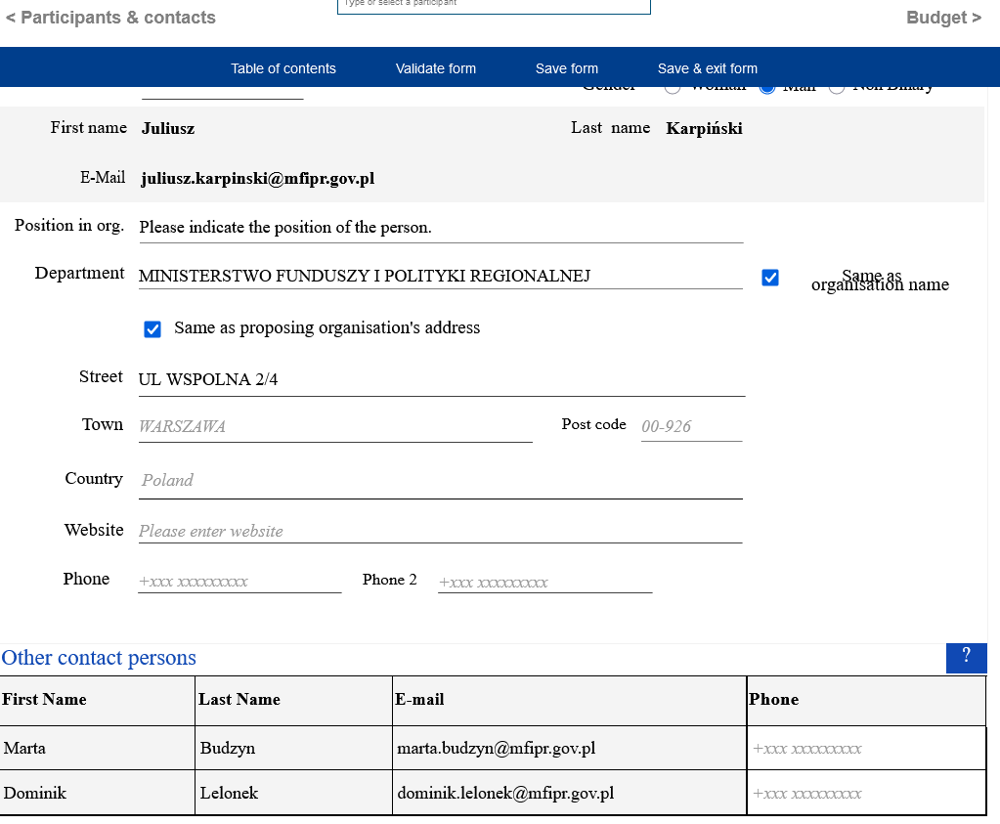 < Participants & contacts
Type or select a participant
Budget >
Table of contents Validate form Save form Save & exit form
Gender Woman Man Non Binary
First name Juliusz Last name Karpiński
E-Mail juliusz.karpinski@mfipr.gov.pl
Position in org. Please indicate the position of the person.
Department MINISTERSTWO FUNDUSZY I POLITYKI REGIONALNEJ
Same as
organisation name
Same as proposing organisation's address
Street UL WSPOLNA 2/4
Town WARSZAWA Post code 00-926
Country Poland
Website Please enter website
Phone +xxx xxxxxxxxx Phone 2 +xxx xxxxxxxxx
Other contact persons ?
First Name Last Name E-mail Phone
Marta Budzyn marta.budzyn@mfipr.gov.pl +xxx xxxxxxxxx
Dominik Lelonek dominik.lelonek@mfipr.gov.pl +xxx xxxxxxxxx